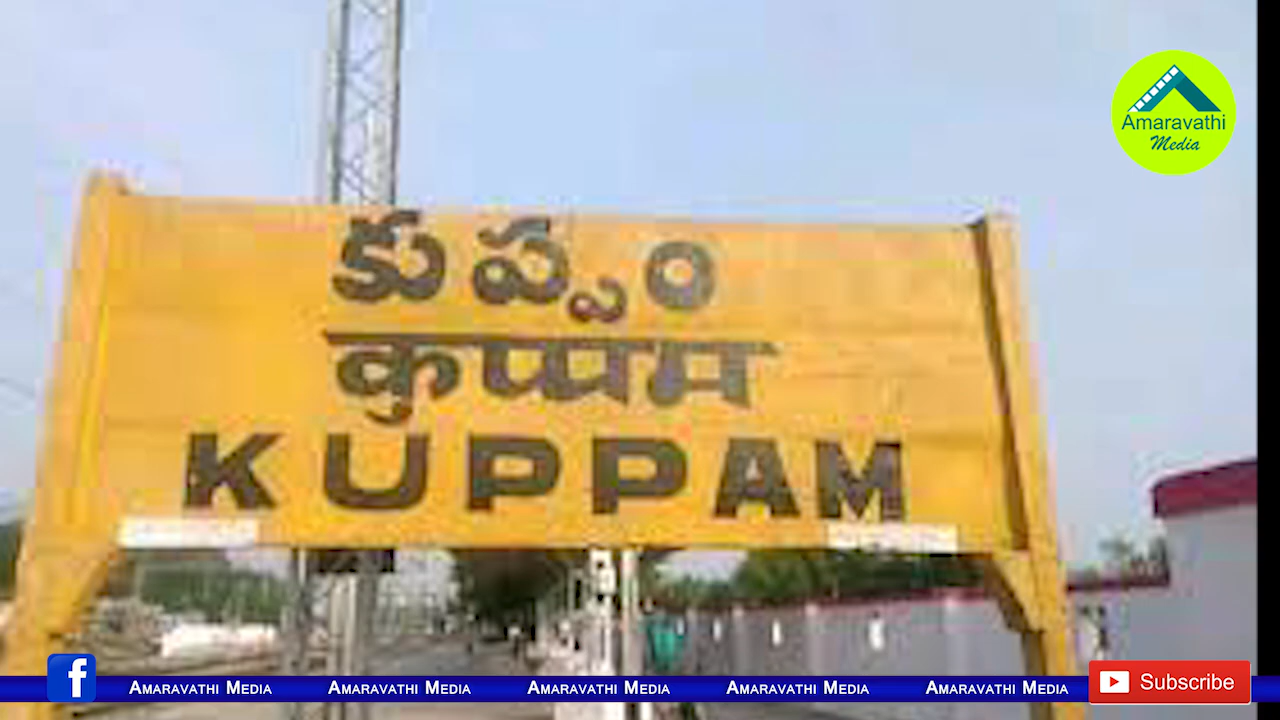 Amaravathi
Media
కుప్పం
कुप्पम
KUPPAM
f Amaravathi Media Amaravathi Media Amaravathi Media Amaravathi Media Amaravathi Media Subscribe